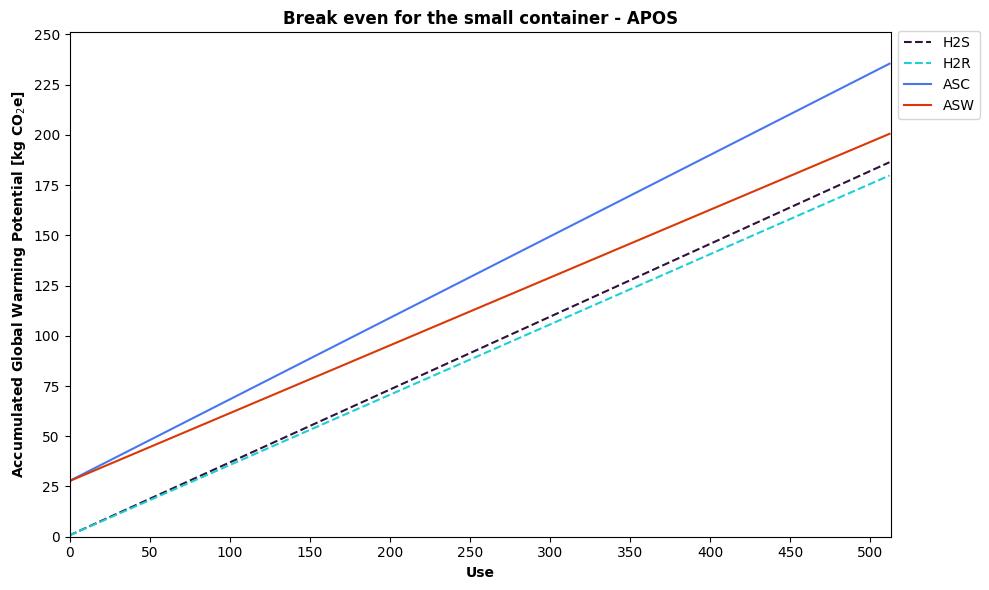 Break even for the small container - APOS
Accumulated Global Warming Potential [kg CO₂e]
250
225
200
175
150
125
100
75
50
25
0
0 50 100 150 200 250 300 350 400 450 500
Use
H2S
H2R
ASC
ASW